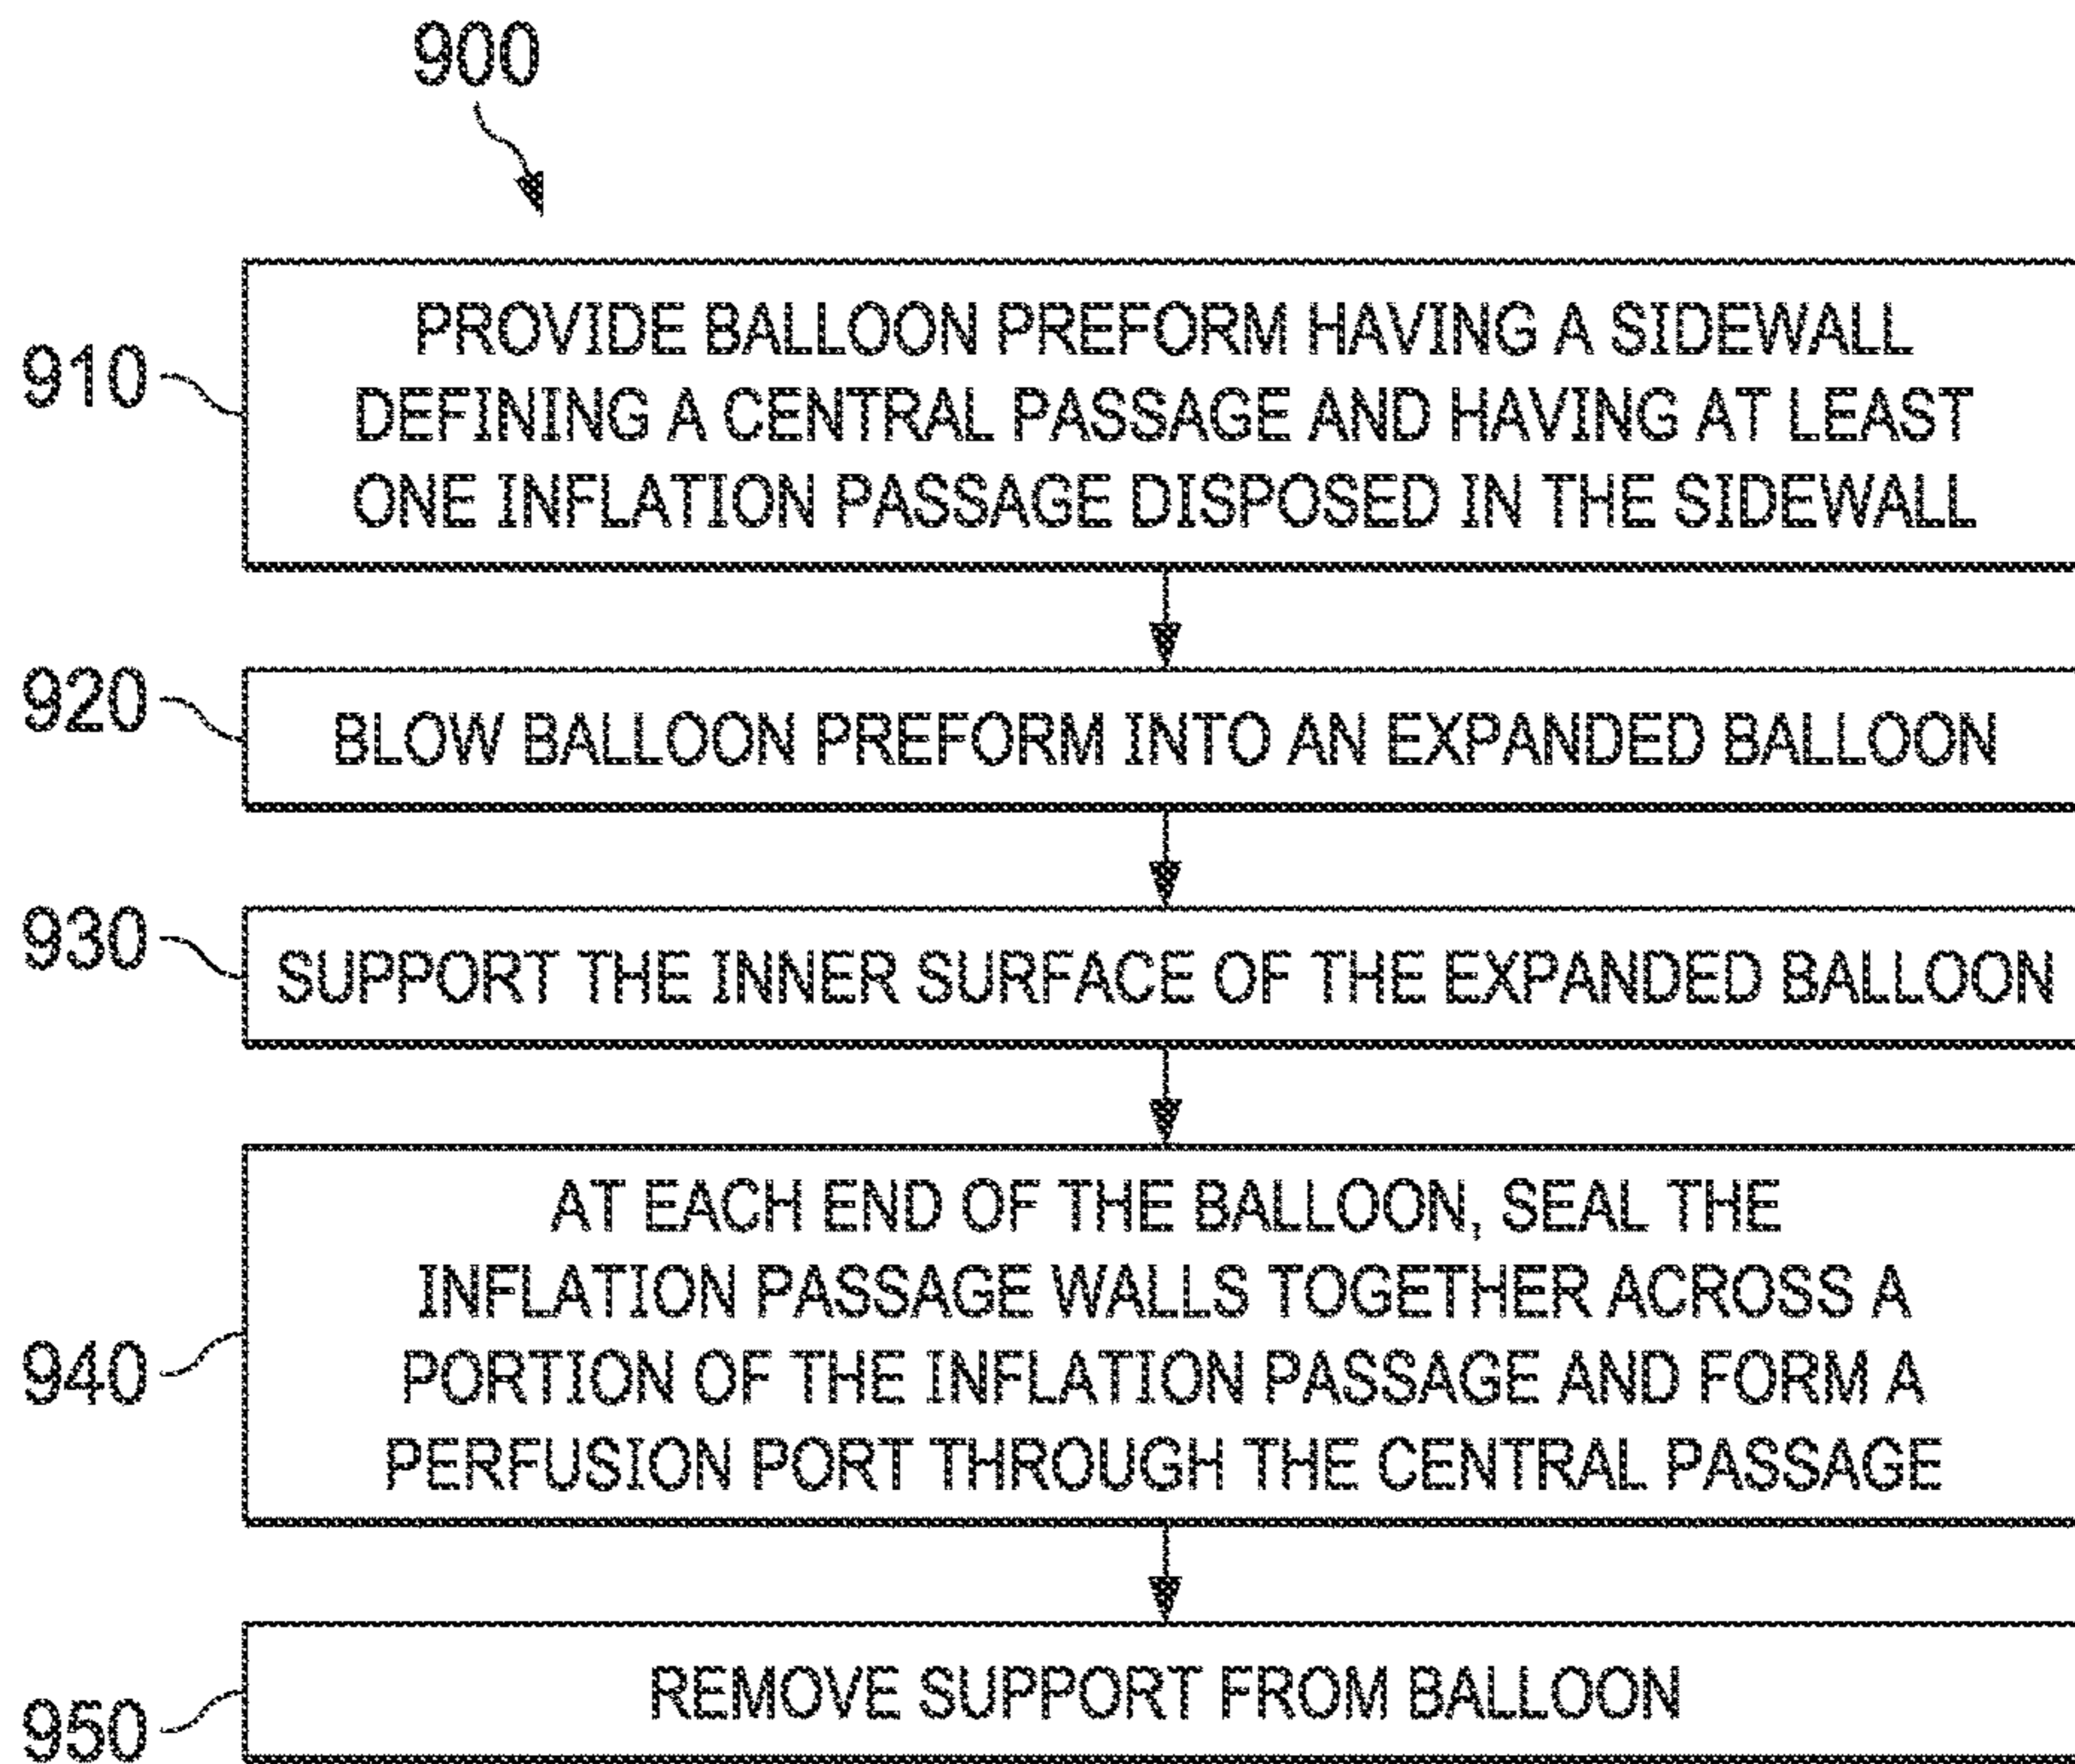 900
910
PROVIDE BALLOON PREFORM HAVING A SIDEWALL
DEFINING A CENTRAL PASSAGE AND HAVING AT LEAST
ONE INFLATION PASSAGE DISPOSED IN THE SIDEWALL
920
BLOW BALLOON PREFORM INTO AN EXPANDED BALLOON
930
SUPPORT THE INNER SURFACE OF THE EXPANDED BALLOON
940
AT EACH END OF THE BALLOON, SEAL THE
INFLATION PASSAGE WALLS TOGETHER ACROSS A
PORTION OF THE INFLATION PASSAGE AND FORM A
PERFUSION PORT THROUGH THE CENTRAL PASSAGE
950
REMOVE SUPPORT FROM BALLOON